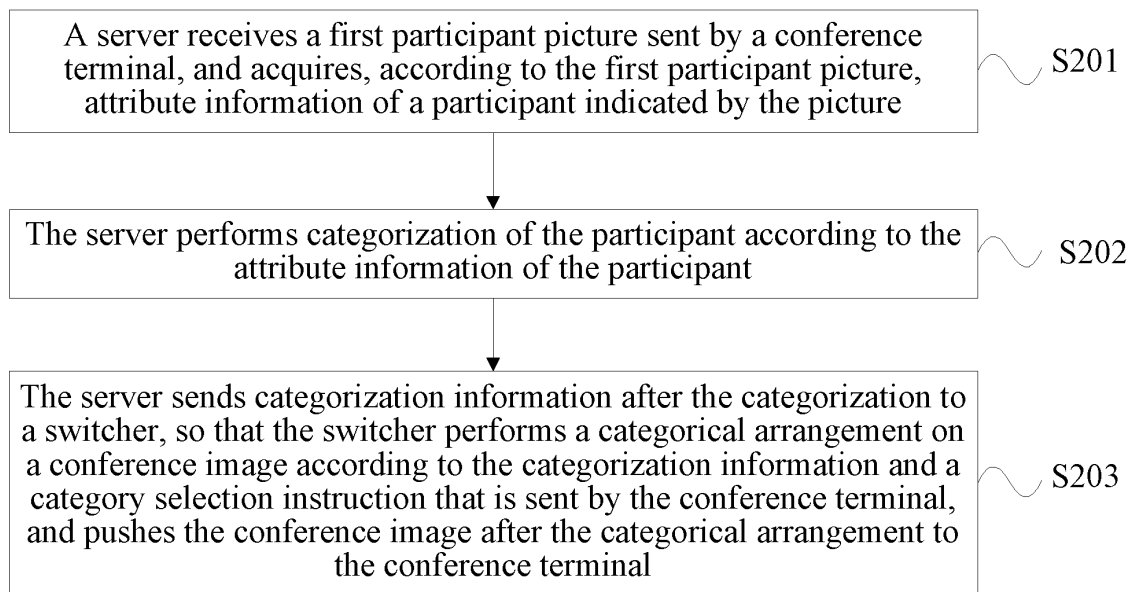 A server receives a first participant picture sent by a conference
terminal, and acquires, according to the first participant picture,
attribute information of a participant indicated by the picture
S201
The server performs categorization of the participant according to the
attribute information of the participant
S202
The server sends categorization information after the categorization to
a switcher, so that the switcher performs a categorical arrangement on
a conference image according to the categorization information and a
category selection instruction that is sent by the conference terminal,
and pushes the conference image after the categorical arrangement to
the conference terminal
S203